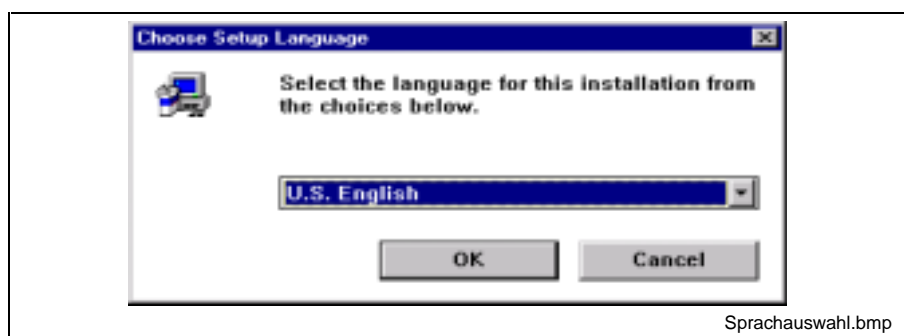 Choose Setup Language
Select the language for this installation from
the choices below.
U.S. English
OK
Cancel
Sprachauswahl.bmp